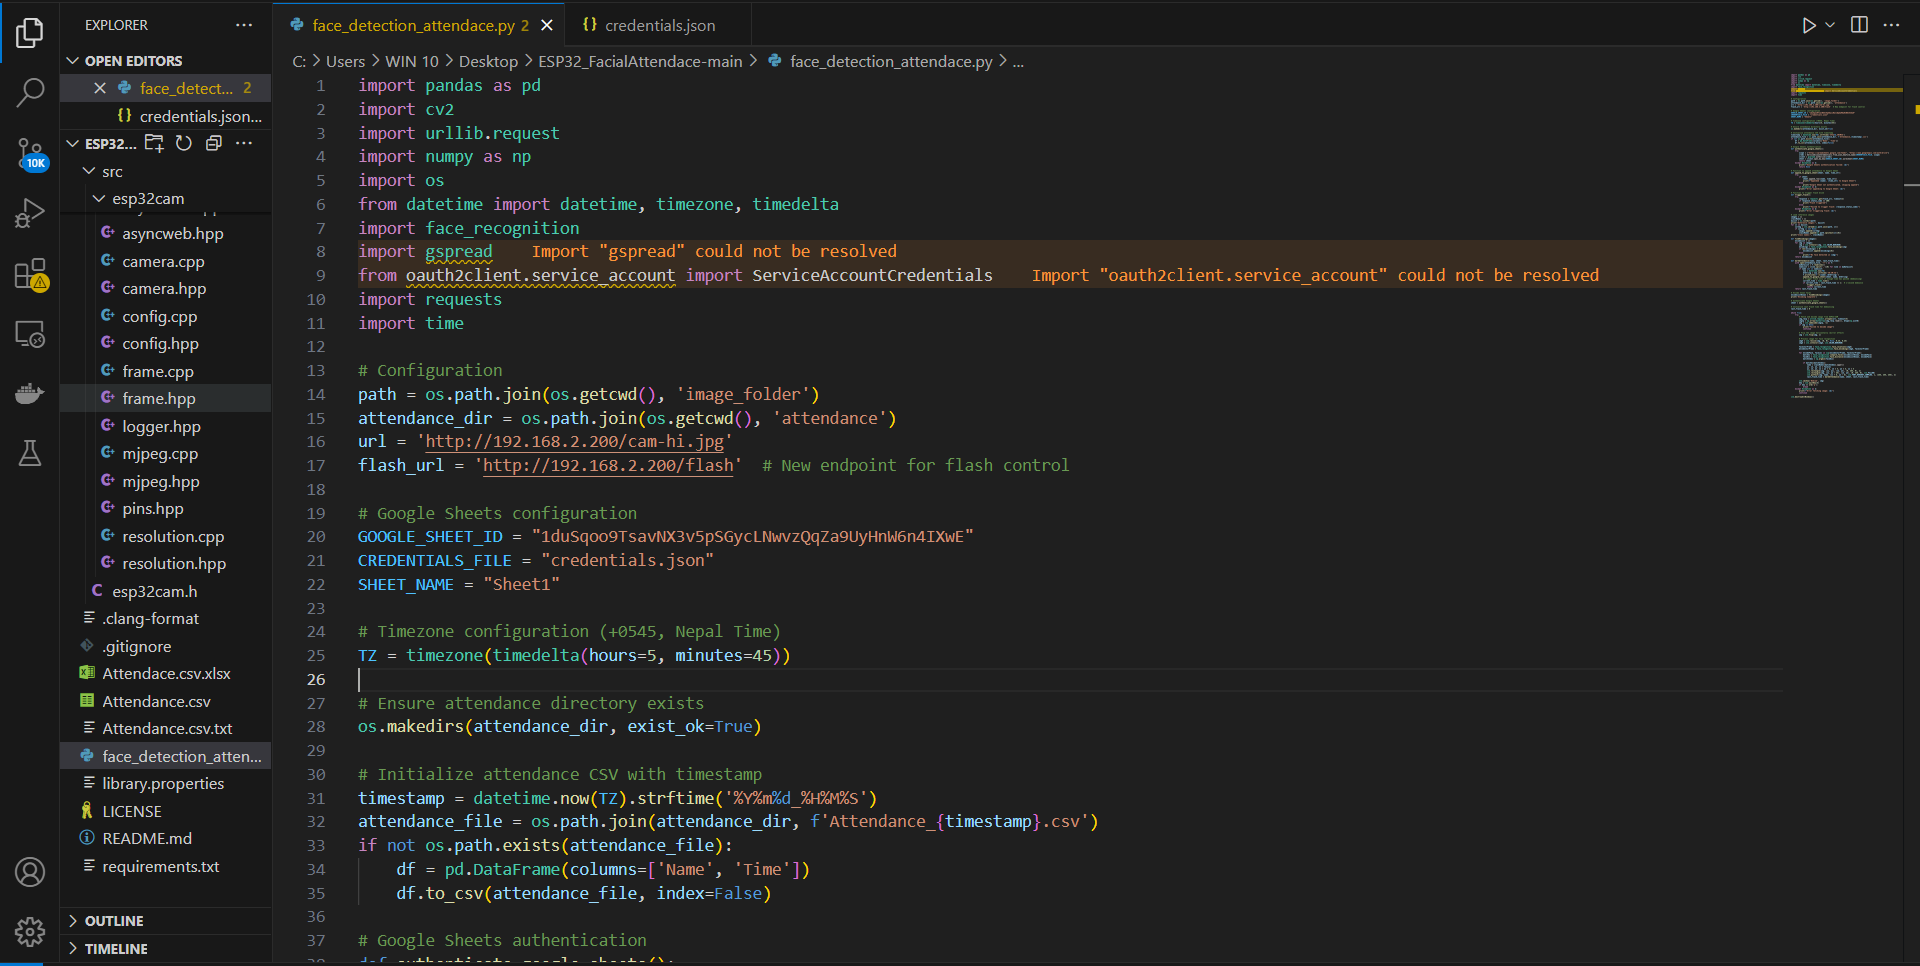 EXPLORER
OPEN EDITORS
face_detect... 2
credentials.json...
ESP32...
src
esp32cam
asyncweb.hpp
camera.cpp
camera.hpp
config.cpp
config.hpp
frame.cpp
frame.hpp
logger.hpp
mjpeg.cpp
mjpeg.hpp
pins.hpp
resolution.cpp
resolution.hpp
esp32cam.h
.clang-format
.gitignore
Attendace.csv.xlsx
Attendance.csv
Attendance.csv.txt
face_detection_atten...
library.properties
LICENSE
README.md
requirements.txt
OUTLINE
TIMELINE
10K
face_detection_attendace.py 2
credentials.json
C: > Users > WIN 10 > Desktop > ESP32_FacialAttendace-main > face_detection_attendace.py > ...
1 import pandas as pd
2 import cv2
3 import urllib.request
4 import numpy as np
5 import os
6 from datetime import datetime, timezone, timedelta
7 import face_recognition
8 import gspread Import "gspread" could not be resolved
9 from oauth2client.service_account import ServiceAccountCredentials Import "oauth2client.service_account" could not be resolved
10 import requests
11 import time
12
13 # Configuration
14 path = os.path.join(os.getcwd(), 'image_folder')
15 attendance_dir = os.path.join(os.getcwd(), 'attendance')
16 url = 'http://192.168.2.200/cam-hi.jpg'
17 flash_url = 'http://192.168.2.200/flash' # New endpoint for flash control
18
19 # Google Sheets configuration
20 GOOGLE_SHEET_ID = "1duSqoo9TsavNX3v5pSGycLNwvzQqZa9UyHnW6n4IXwE"
21 CREDENTIALS_FILE = "credentials.json"
22 SHEET_NAME = "Sheet1"
23
24 # Timezone configuration (+0545, Nepal Time)
25 TZ = timezone(timedelta(hours=5, minutes=45))
26
27 # Ensure attendance directory exists
28 os.makedirs(attendance_dir, exist_ok=True)
29
30 # Initialize attendance CSV with timestamp
31 timestamp = datetime.now(TZ).strftime('%Y%m%d_%H%M%S')
32 attendance_file = os.path.join(attendance_dir, f'Attendance_{timestamp}.csv')
33 if not os.path.exists(attendance_file):
34 df = pd.DataFrame(columns=['Name', 'Time'])
35 df.to_csv(attendance_file, index=False)
36
37 # Google Sheets authentication